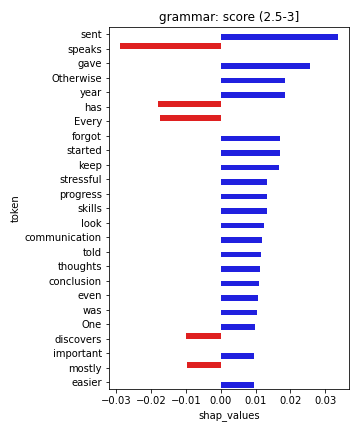 grammar: score (2.5-3]
sent
speaks
gave
Otherwise
year
has
Every
forgot
started
keep
stressful
progress
skills
look
communication
told
thoughts
conclusion
even
was
One
discovers
important
mostly
easier
token
−0.03 −0.02 −0.01 0.00 0.01 0.02 0.03
shap_values